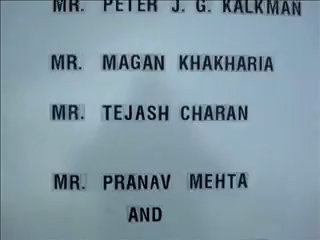 MR. PETER J. G. KALKMAN
MR. MAGAN KHAKHARIA
MR. TEJASH CHARAN
MR. PRANAV MEHTA
AND